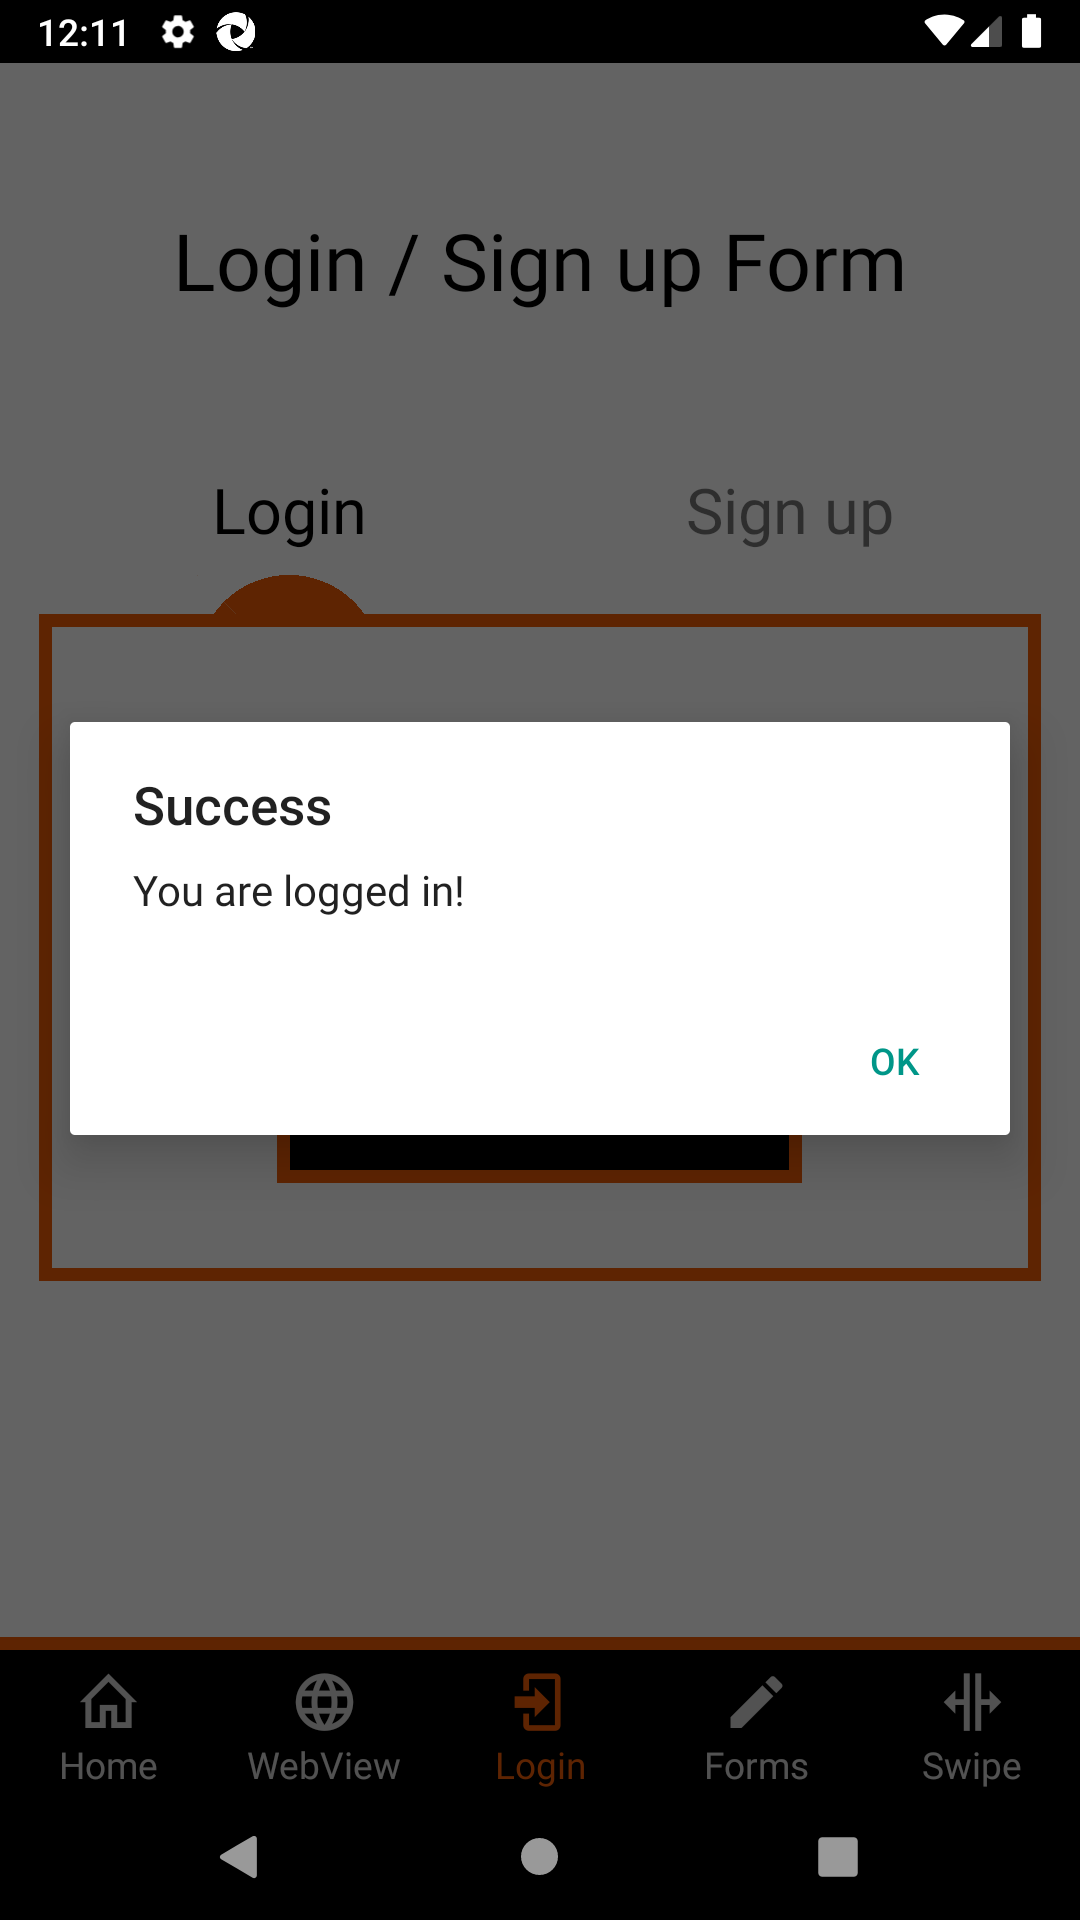 12:11
Login / Sign up Form
Login
Sign up
Success
You are logged in!
OK
Home
WebView
Login
Forms
Swipe